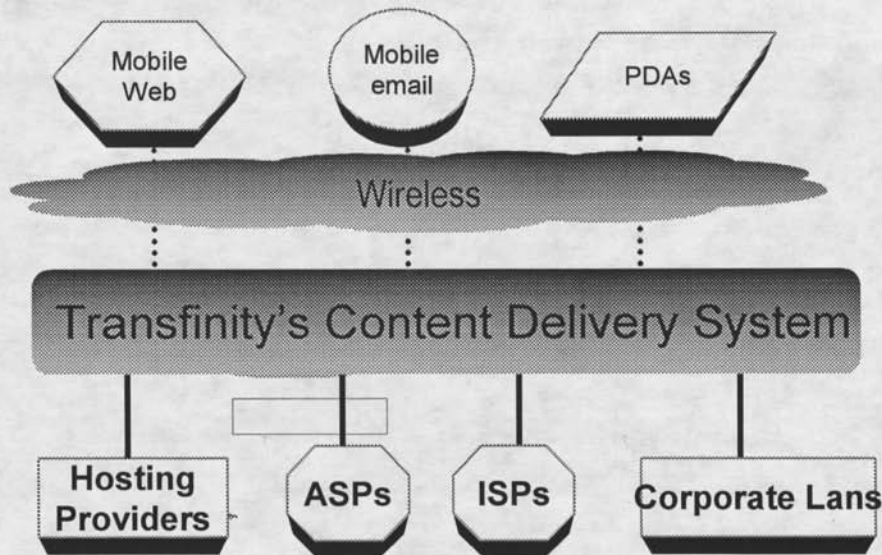 Mobile
Web
Mobile
email
PDAs
Wireless
Transfinity's Content Delivery System
Hosting
Providers
ASPs
ISPs
Corporate Lans